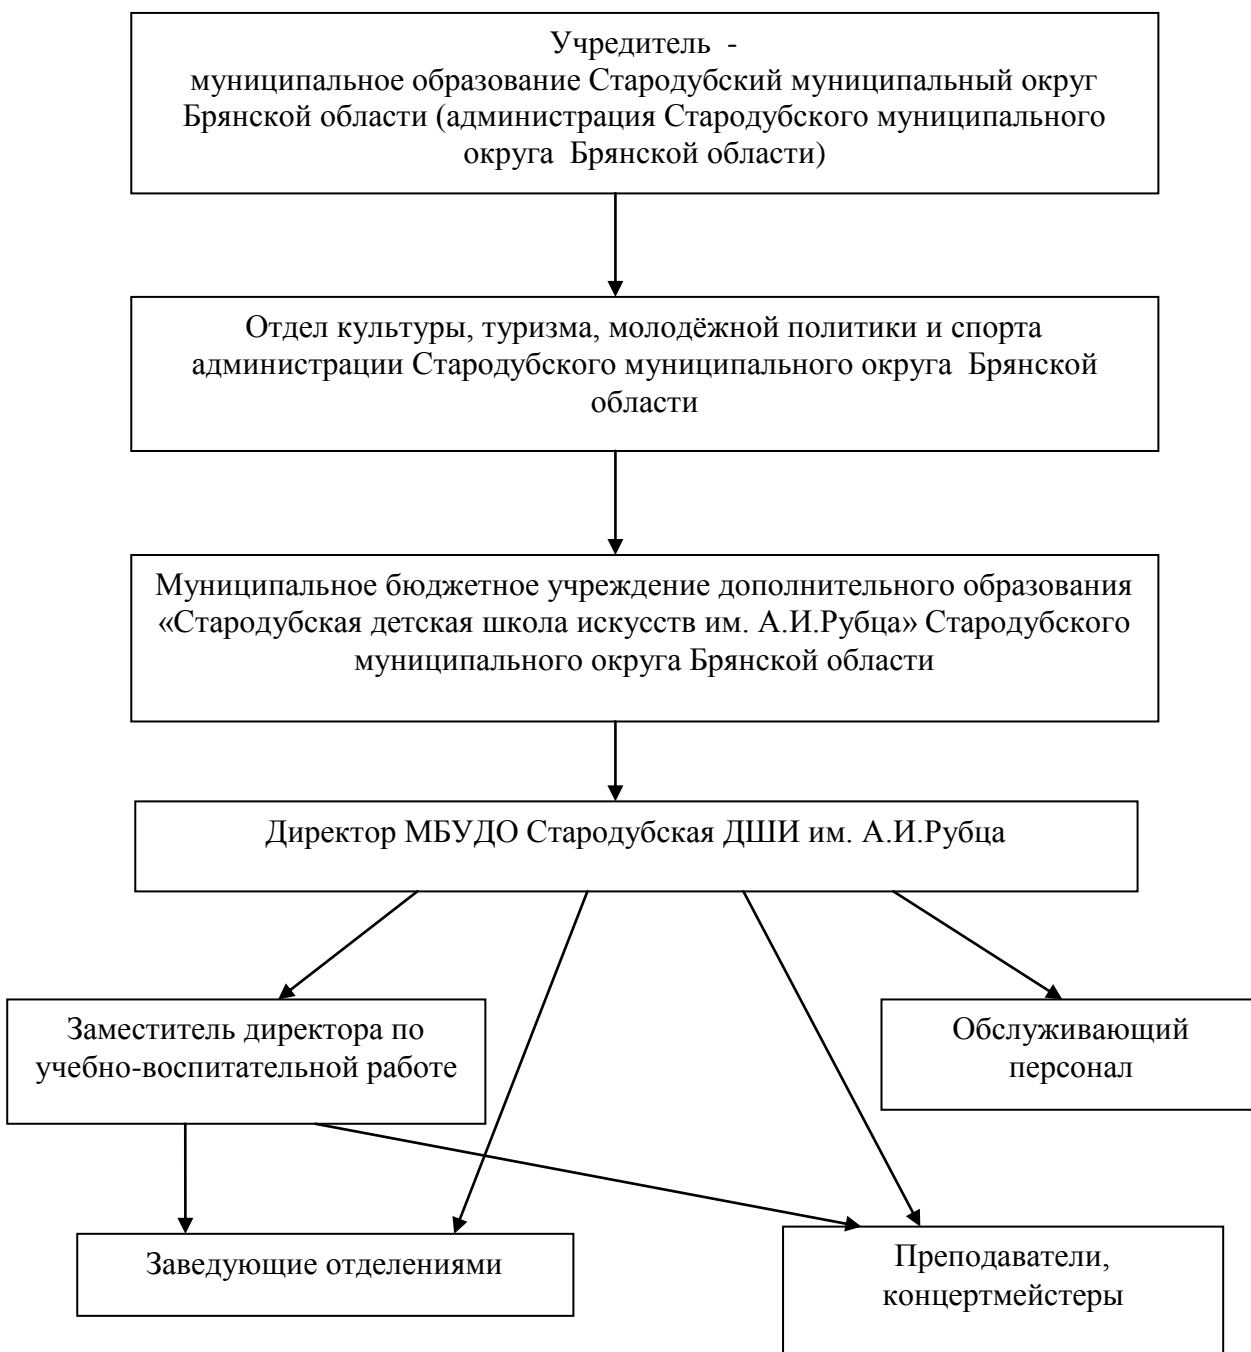 Учредитель -
муниципальное образование Стародубский муниципальный округ
Брянской области (администрация Стародубского муниципального
округа Брянской области)
Отдел культуры, туризма, молодёжной политики и спорта
администрации Стародубского муниципального округа Брянской
области
Муниципальное бюджетное учреждение дополнительного образования
«Стародубская детская школа искусств им. А.И.Рубца» Стародубского
муниципального округа Брянской области
Директор МБУДО Стародубская ДШИ им. А.И.Рубца
Заместитель директора по
учебно-воспитательной работе
Обслуживающий
персонал
Заведующие отделениями
Преподаватели,
концертмейстеры